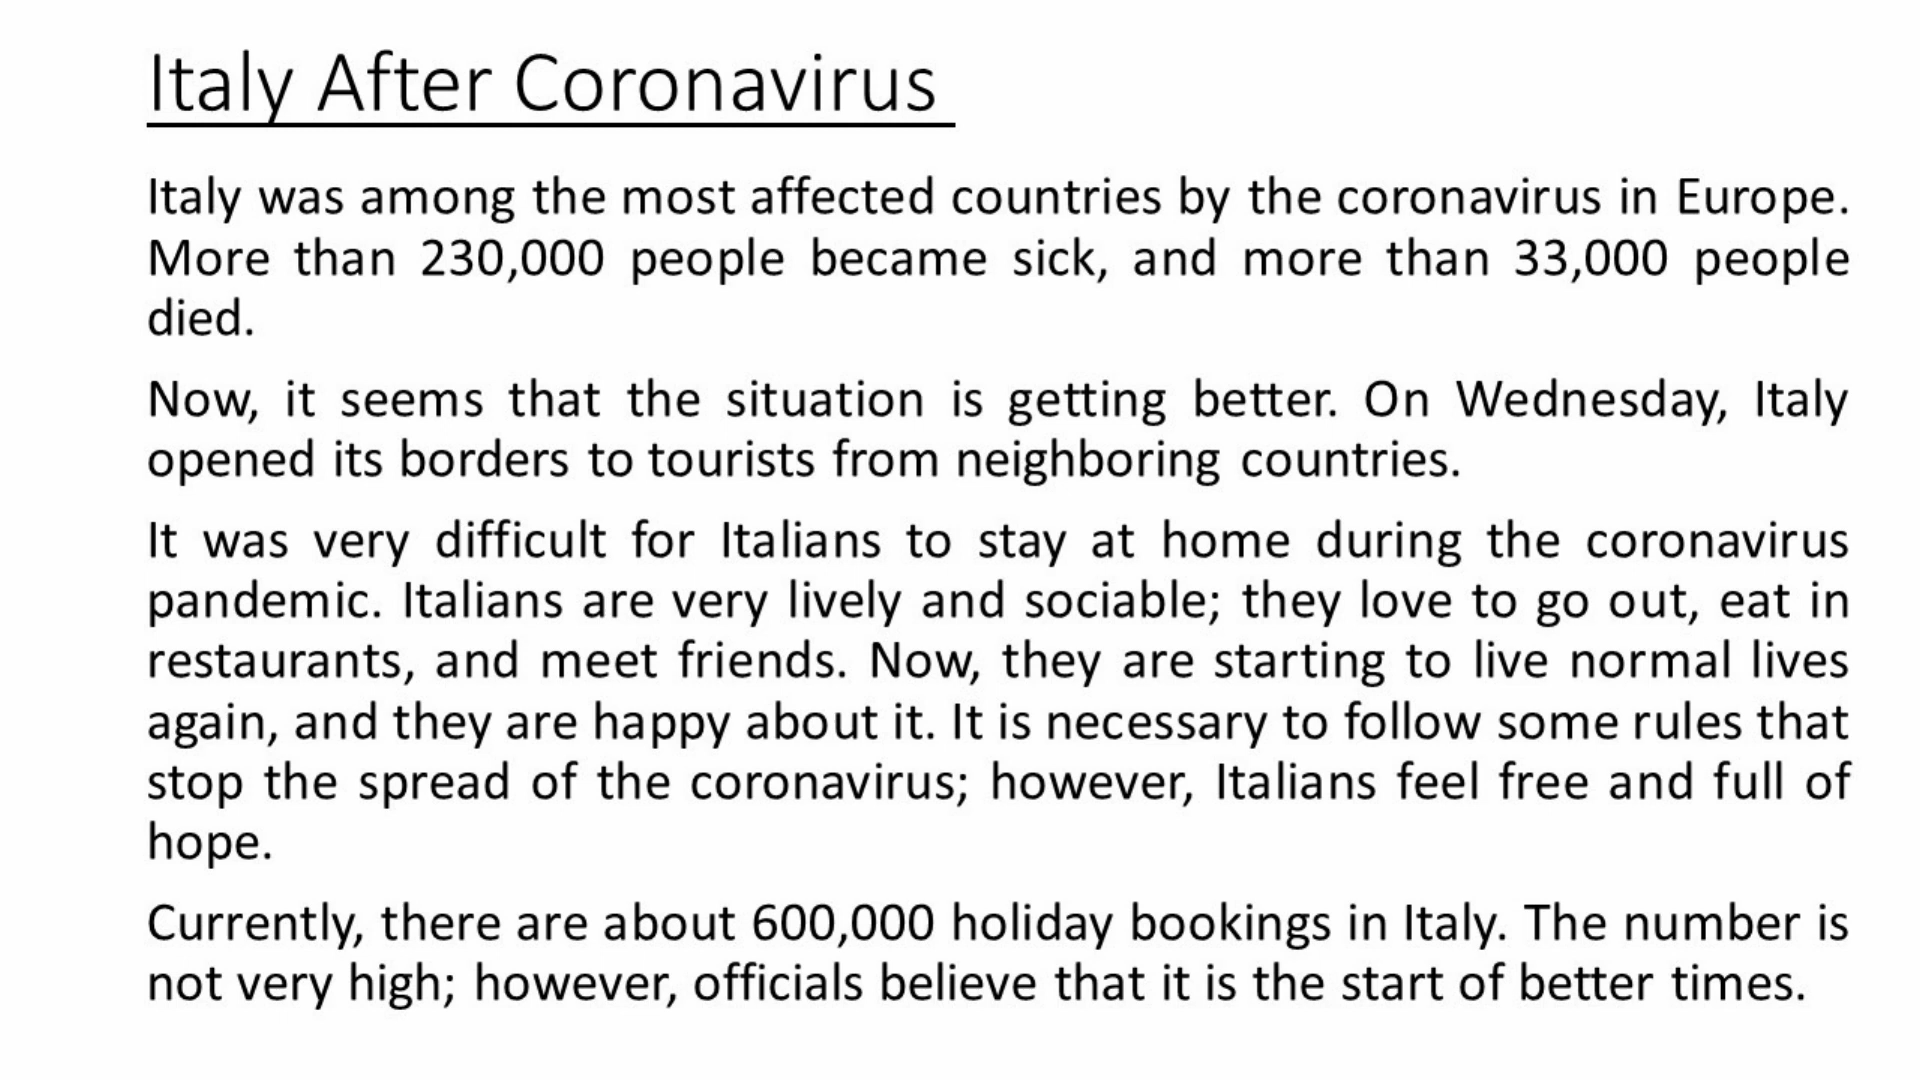 Italy After Coronavirus
Italy was among the most affected countries by the coronavirus in Europe.
More than 230,000 people became sick, and more than 33,000 people
died.
Now, it seems that the situation is getting better. On Wednesday, Italy
opened its borders to tourists from neighboring countries.
It was very difficult for Italians to stay at home during the coronavirus
pandemic. Italians are very lively and sociable; they love to go out, eat in
restaurants, and meet friends. Now, they are starting to live normal lives
again, and they are happy about it. It is necessary to follow some rules that
stop the spread of the coronavirus; however, Italians feel free and full of
hope.
Currently, there are about 600,000 holiday bookings in Italy. The number is
not very high; however, officials believe that it is the start of better times.